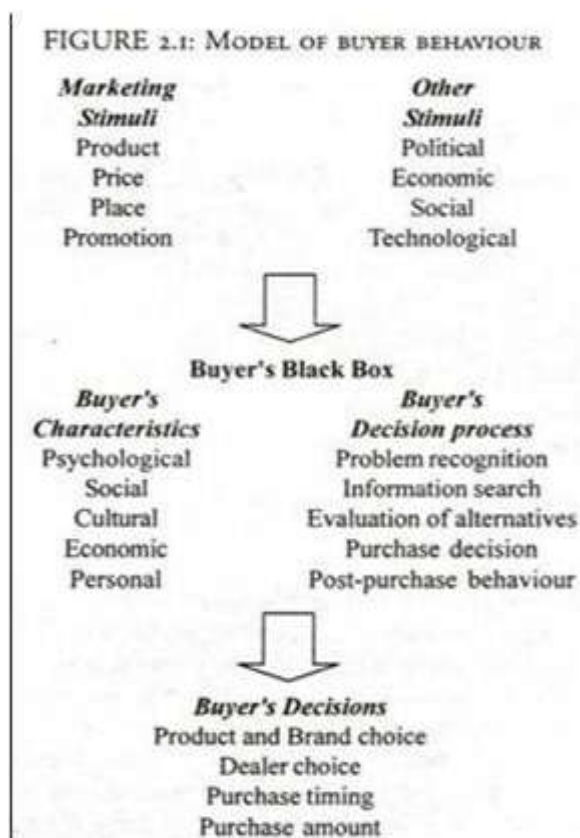 FIGURE 2.1: MODEL OF BUYER BEHAVIOUR
Marketing
Stimuli
Product
Price
Place
Promotion
Other
Stimuli
Political
Economic
Social
Technological
Buyer's Black Box
Buyer's
Characteristics
Psychological
Social
Cultural
Economic
Personal
Buyer's
Decision process
Problem recognition
Information search
Evaluation of alternatives
Purchase decision
Post-purchase behaviour
Buyer's Decisions
Product and Brand choice
Dealer choice
Purchase timing
Purchase amount